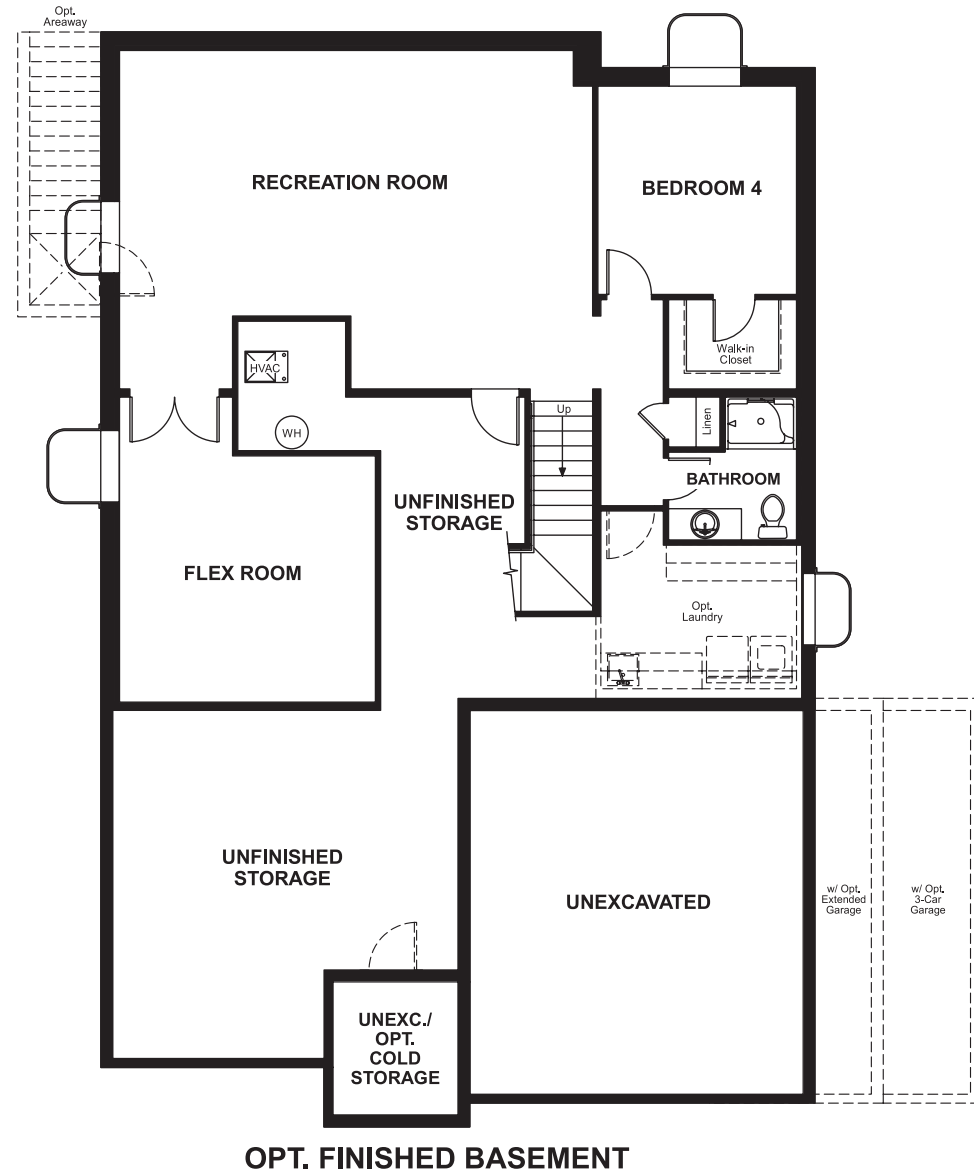 Opt.
Areaway
RECREATION ROOM
BEDROOM 4
HVAC
Walk-in
Closet
Up
Linen
WH
BATHROOM
UNFINISHED
STORAGE
FLEX ROOM
Opt.
Laundry
UNFINISHED
STORAGE
UNEXCAVATED
w/ Opt.
Extended
Garage
w/ Opt.
3-Car
Garage
UNEXC./
OPT.
COLD
STORAGE
OPT. FINISHED BASEMENT